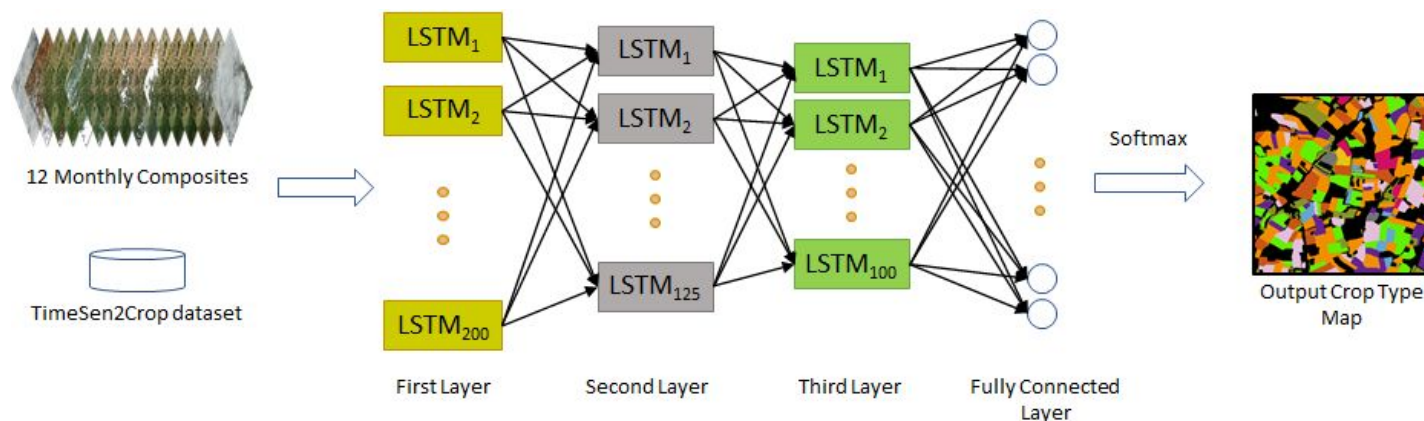 12 Monthly Composites
TimeSen2Crop dataset
LSTM₁
LSTM₂
LSTM₂₀₀
First Layer
LSTM₁
LSTM₂
LSTM₁₂₅
Second Layer
LSTM₁
LSTM₂
LSTM₁₀₀
Third Layer
Fully Connected
Layer
Softmax
Output Crop Type
Map